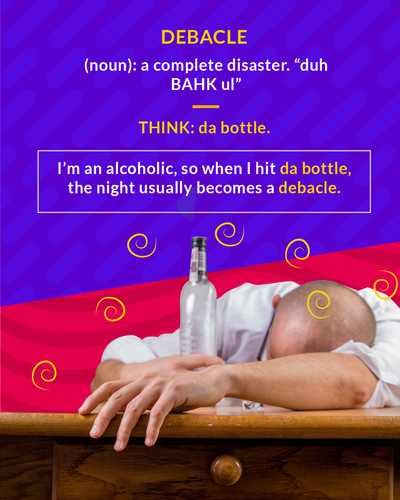 DEBACLE
(noun): a complete disaster. “duh
BAHK ul”
THINK: da bottle.
I’m an alcoholic, so when I hit da bottle,
the night usually becomes a debacle.